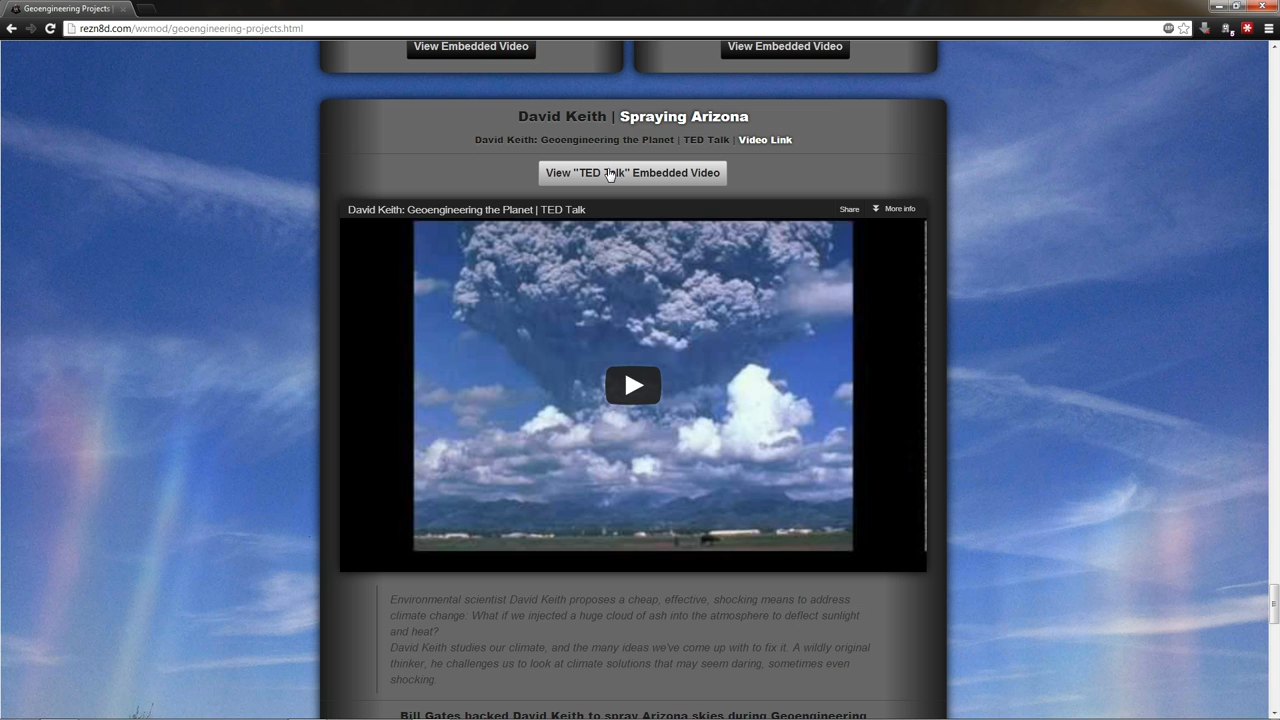 Geoengineering Projects |
rezn8d.com/wxmod/geoengineering-projects.html
View Embedded Video
View Embedded Video
David Keith | Spraying Arizona
David Keith: Geoengineering the Planet | TED Talk | Video Link
View "TED Talk" Embedded Video
David Keith: Geoengineering the Planet | TED Talk
Share
More info
Environmental scientist David Keith proposes a cheap, effective, shocking means to address
climate change: What if we injected a huge cloud of ash into the atmosphere to deflect sunlight
and heat?
David Keith studies our climate, and the many ideas we've come up with to fix it. A wildly original
thinker, he challenges us to look at climate solutions that may seem daring, sometimes even
shocking.
Bill Gates backed David Keith to spray Arizona skies during Geoengineering